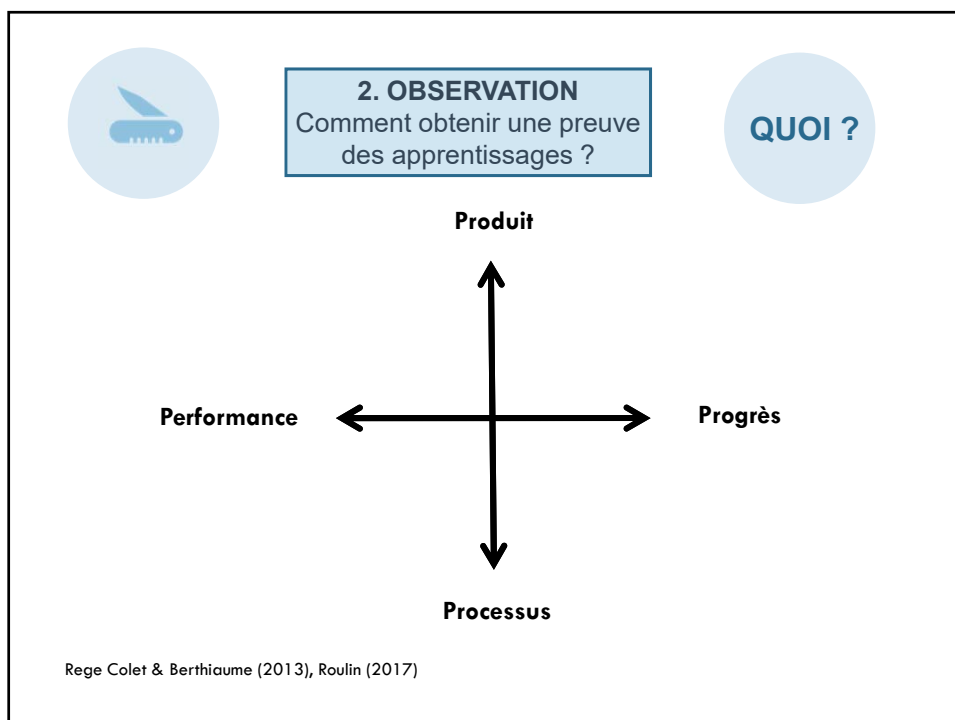 2. OBSERVATION
Comment obtenir une preuve
des apprentissages ?
QUOI ?
Produit
Performance
Progrès
Processus
Rege Colet & Berthiaume (2013), Roulin (2017)